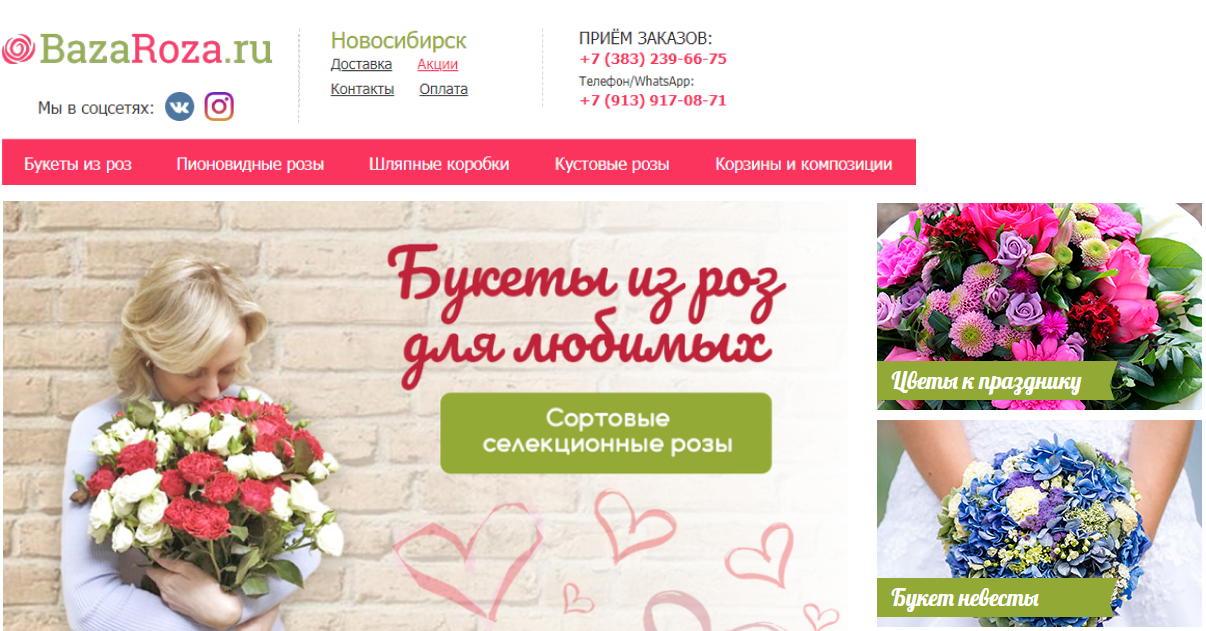 BazaRoza.ru
Мы в соцсетях:
Новосибирск
Доставка Акции
Контакты Оплата
ПРИЁМ ЗАКАЗОВ:
+7 (383) 239-66-75
Телефон/WhatsApp:
+7 (913) 917-08-71
Букеты из роз Пионовидные розы Шляпные коробки Кустовые розы Корзины и композиции
Букеты из роз
для любимых
Сортовые
селекционные розы
Цветы к празднику
Букет невесты